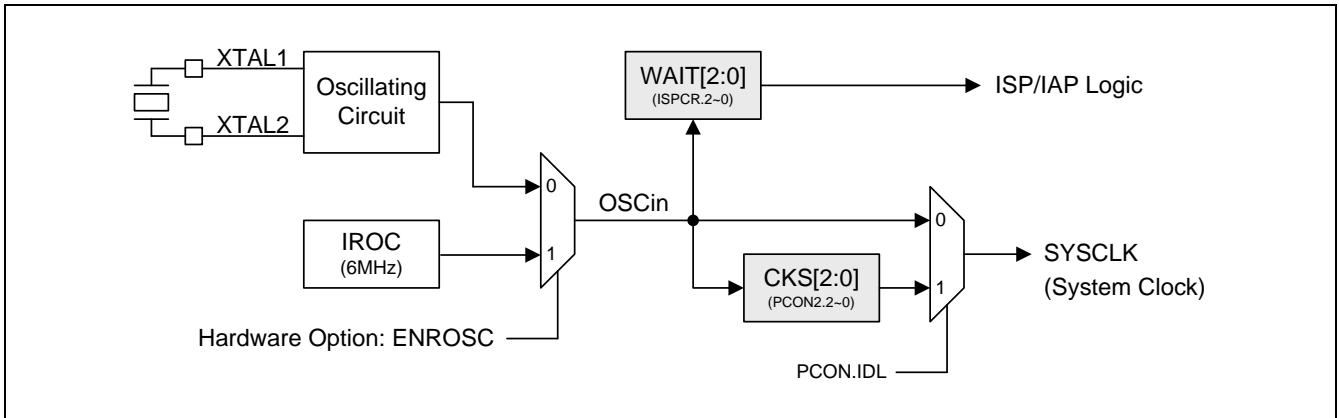 XTAL1
XTAL2
Oscillating
Circuit
WAIT[2:0]
(ISPCR.2~0)
ISP/IAP Logic
0
1
OSCin
IROC
(6MHz)
CKS[2:0]
(PCON2.2~0)
0
1
SYSCLK
(System Clock)
Hardware Option: ENROSC
PCON.IDL